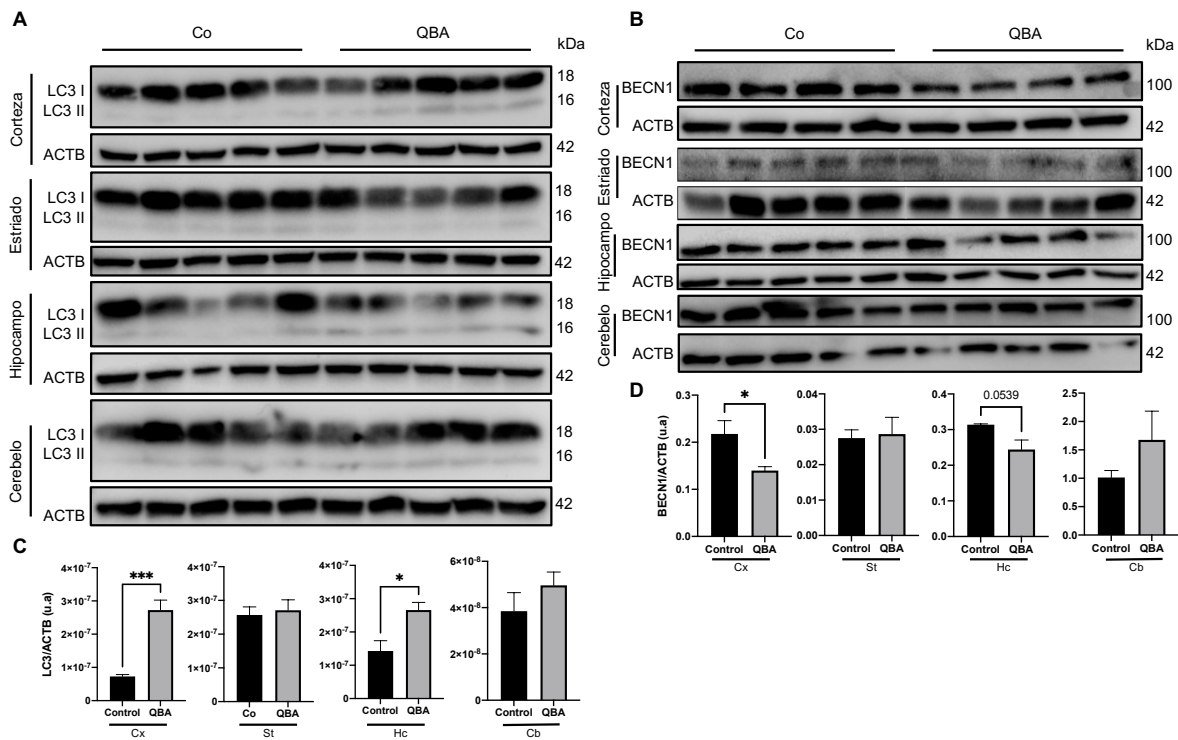 A
Co
QBA
kDa
Corteza
LC3 I
18
LC3 II
16
ACTB
42
Estriado
LC3 I
18
LC3 II
16
ACTB
42
Hipocampo
LC3 I
18
LC3 II
16
ACTB
42
Cerebelo
LC3 I
18
LC3 II
16
ACTB
42
B
Co
QBA
kDa
Corteza
BECN1
100
ACTB
42
Estriado
BECN1
100
ACTB
42
Hipocampo
BECN1
100
ACTB
42
Cerebelo
BECN1
100
ACTB
42
C
LC3/ACTB (u.a)
4×10-7
3×10-7
2×10-7
1×10-7
0
***
Control QBA
Cx
4×10-7
3×10-7
2×10-7
1×10-7
0
Co QBA
St
4×10-7
3×10-7
2×10-7
1×10-7
0
*
Control QBA
Hc
6×10-8
4×10-8
2×10-8
0
Control QBA
Cb
D
BECN1/ACTB (u.a)
0.3
0.2
0.1
0.0
*
Control QBA
Cx
0.04
0.03
0.02
0.01
0.00
Control QBA
St
0.4
0.3
0.2
0.1
0.0
0.0539
Control QBA
Hc
2.5
2.0
1.5
1.0
0.5
0.0
Control QBA
Cb